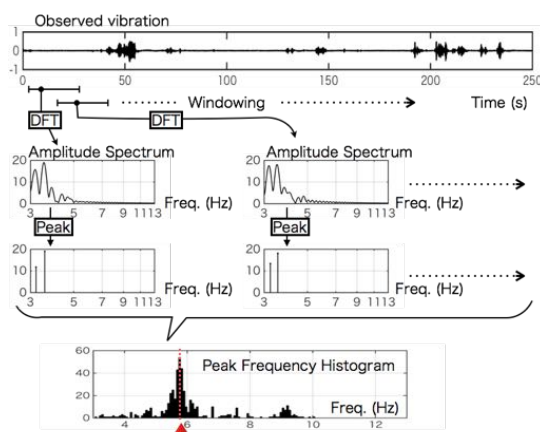 Observed vibration
1
0
-1
0 50 100 150 200 250
Windowing Time (s)
DFT DFT
Amplitude Spectrum Amplitude Spectrum
20
10
0
3 5 7 9 11 13 Freq. (Hz)
20
10
0
3 5 7 9 11 13 Freq. (Hz)
Peak Peak
20
10
0
3 5 7 9 11 13 Freq. (Hz)
20
10
0
3 5 7 9 11 13 Freq. (Hz)
60
40
20
0
Peak Frequency Histogram
Freq. (Hz)
4 6 8 10 12